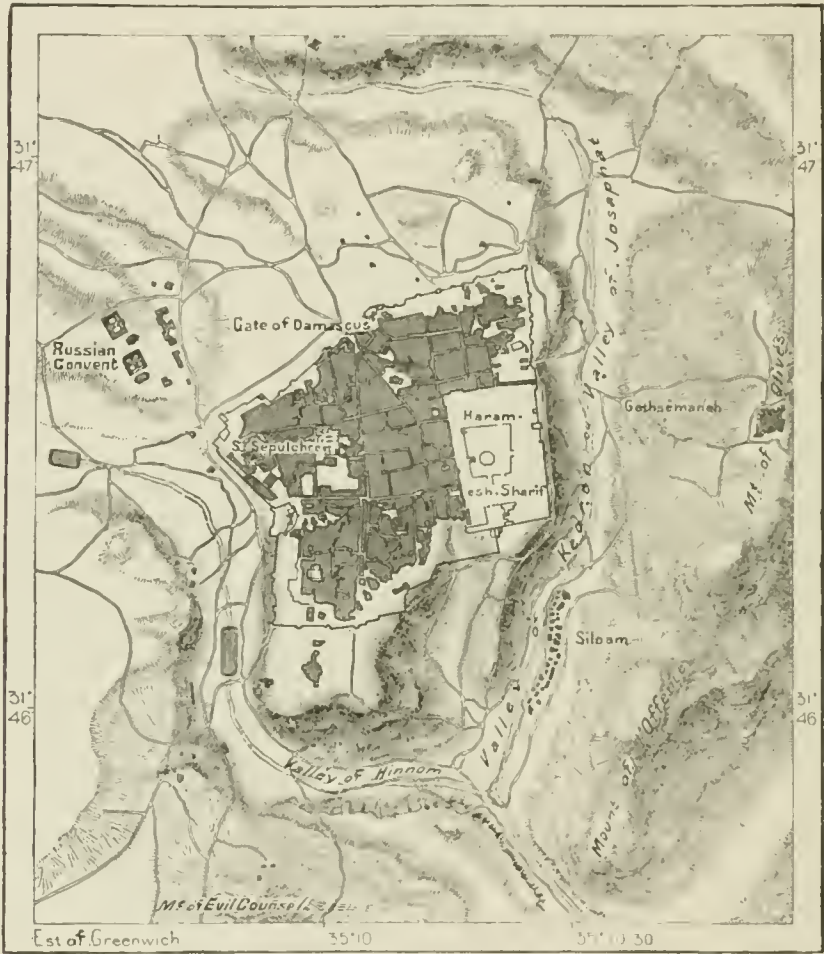 31°
47
31°
47
Valley of Josephat
Gate of Damascus
Russian
Convent
Haram-
Gethsemaneh
Mt. of Olives
St Sepulchre
esh-Sharif
Kedron or
Siloam
31°
46
31°
46
Valley
Mount of Offence
Valley of Hinnom
Mt of Evil Counsel
Est of Greenwich
35°10
35°10 30